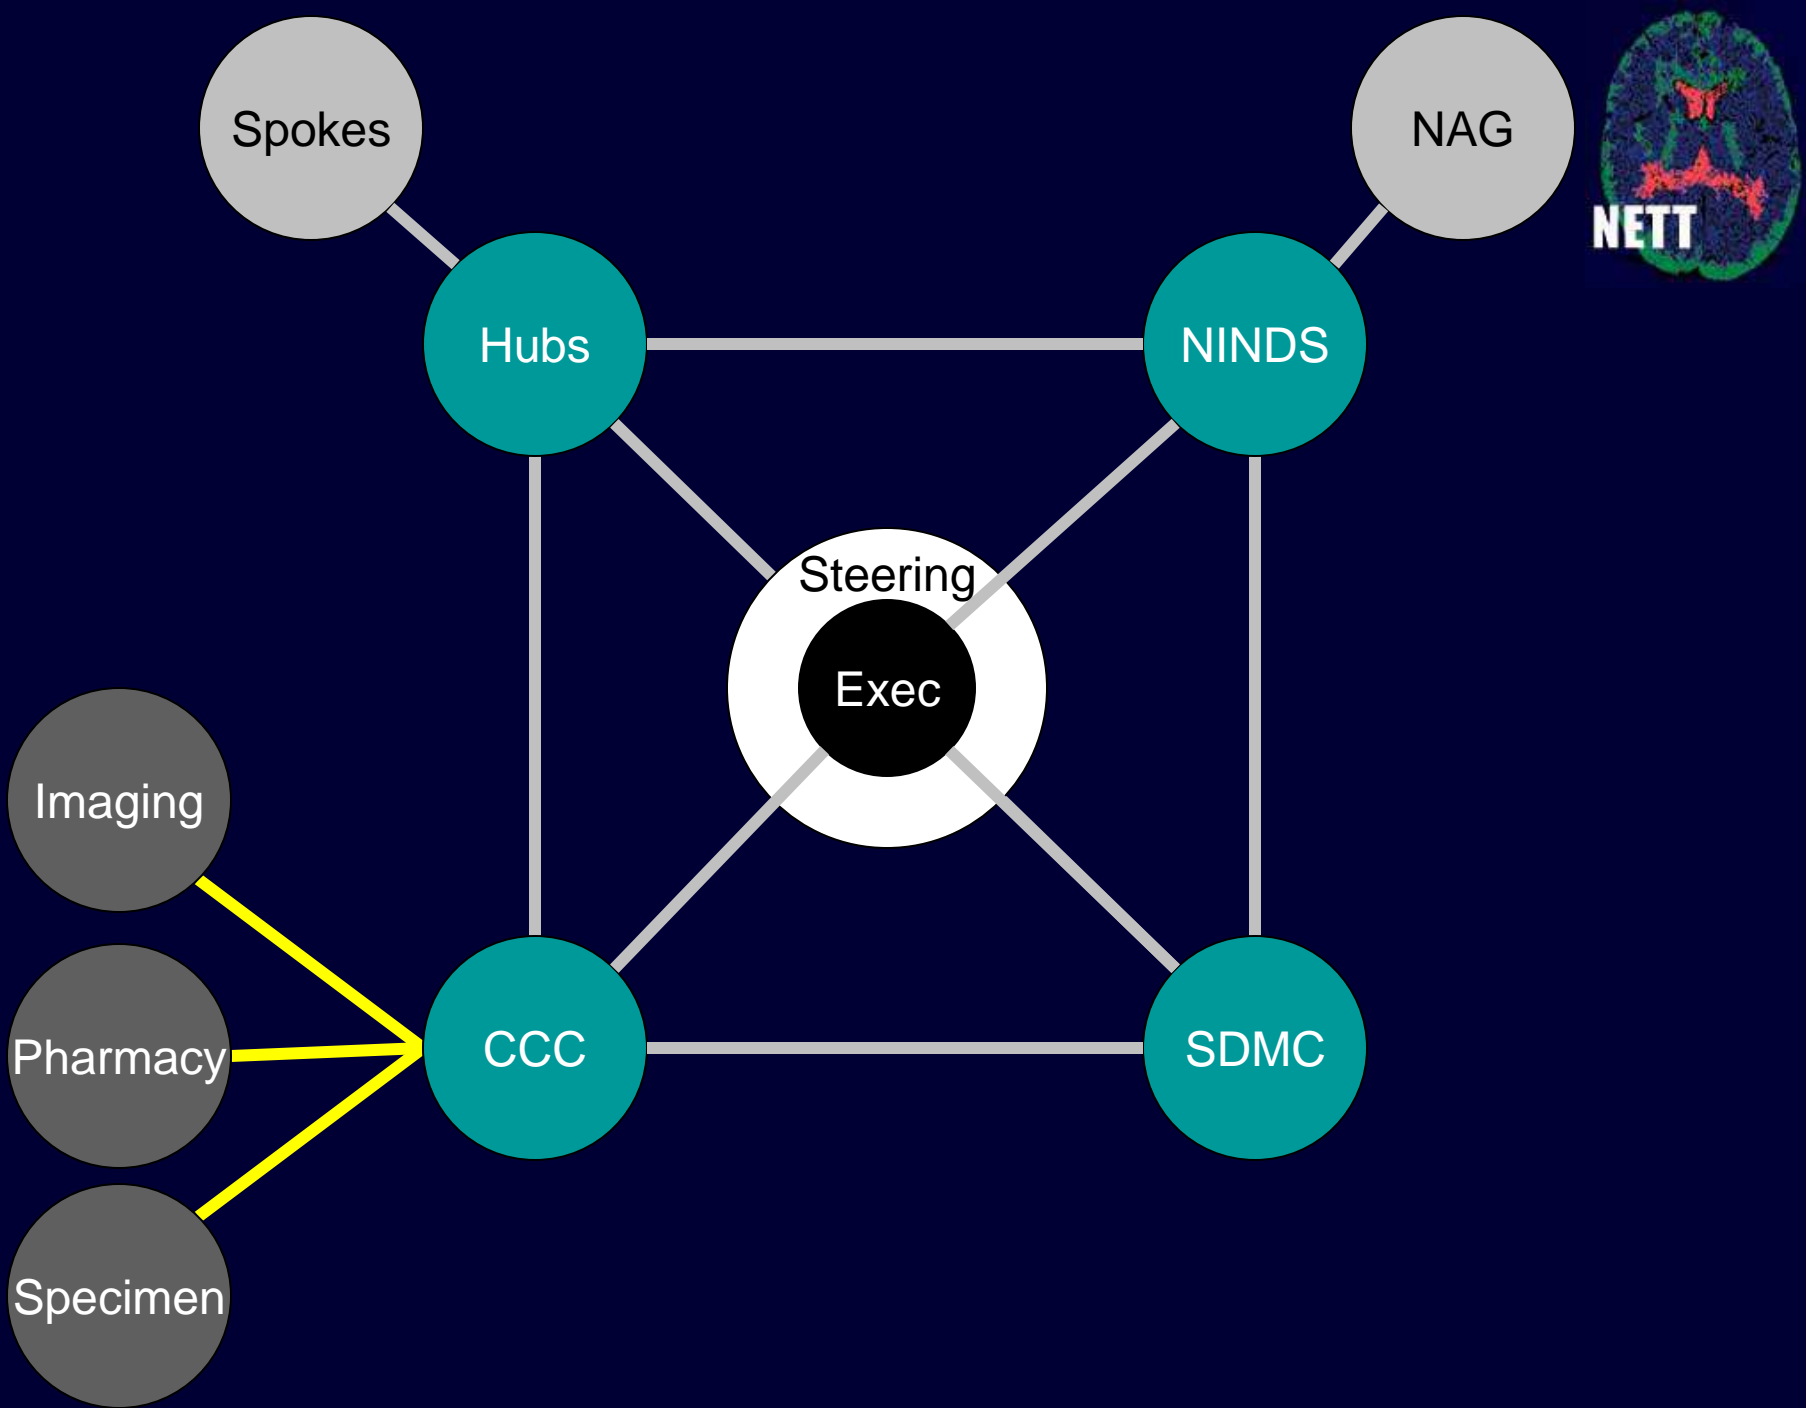 Spokes
NAG
NETT
Hubs
NINDS
Steering
Exec
Imaging
Pharmacy
CCC
SDMC
Specimen